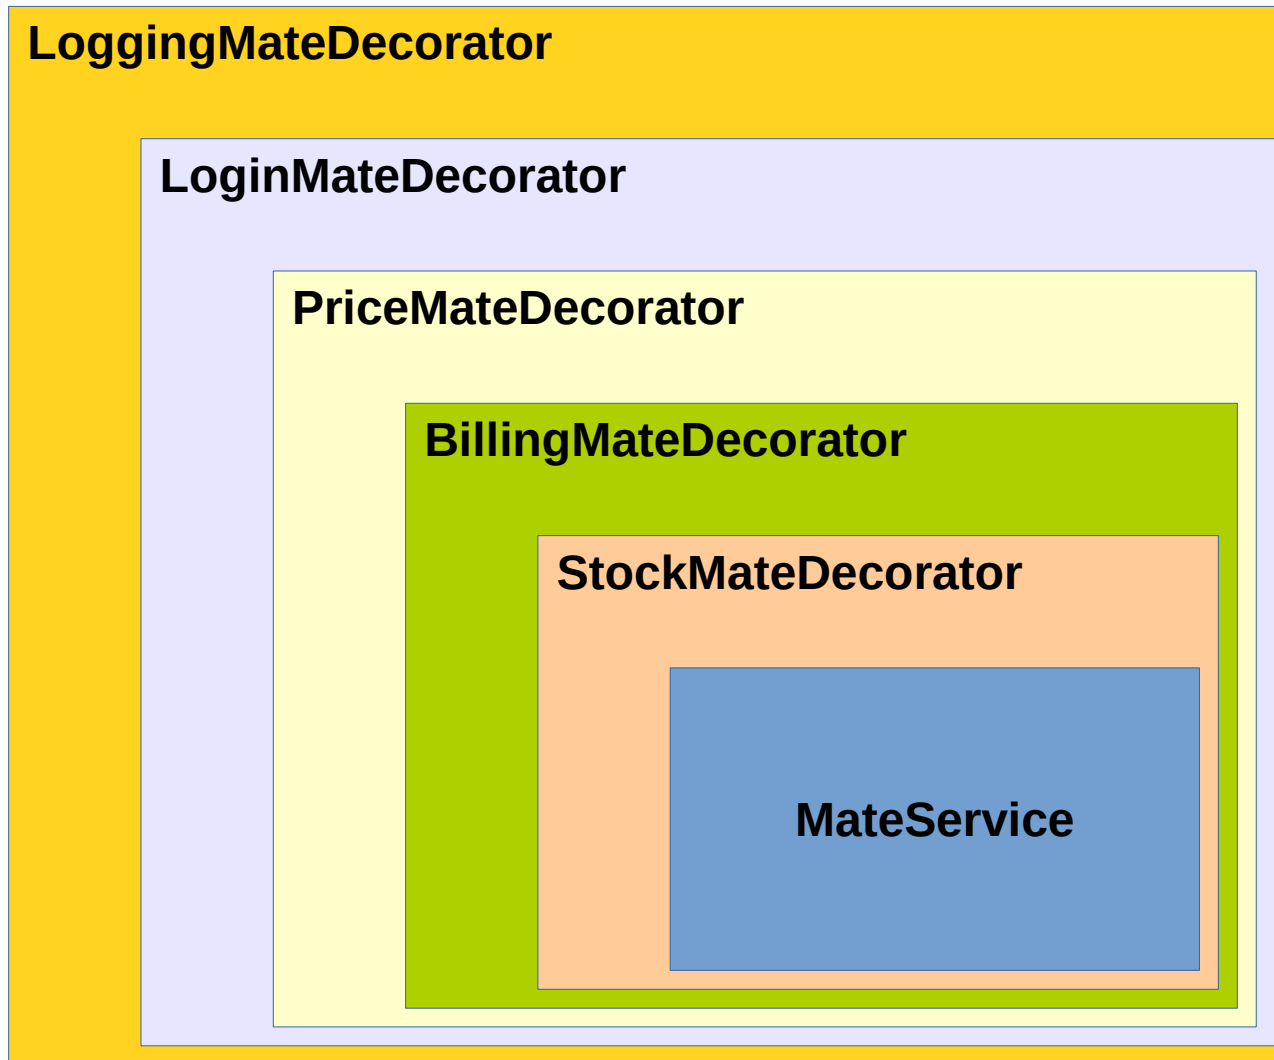 LoggingMateDecorator
LoginMateDecorator
PriceMateDecorator
BillingMateDecorator
StockMateDecorator
MateService